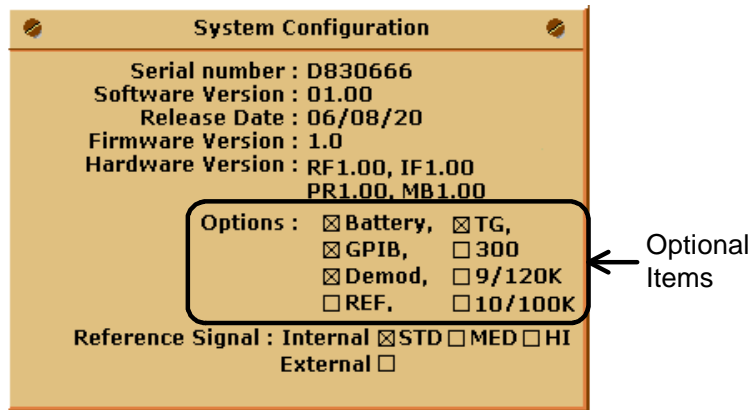 System Configuration
Serial number : D830666
Software Version : 01.00
Release Date : 06/08/20
Firmware Version : 1.0
Hardware Version : RF1.00, IF1.00
PR1.00, MB1.00
Options : ☒ Battery, ☒ TG,
☒ GPIB, ☐ 300
☒ Demod, ☐ 9/120K
☐ REF, ☐ 10/100K
Optional
Items
Reference Signal : Internal ☒ STD ☐ MED ☐ HI
External ☐